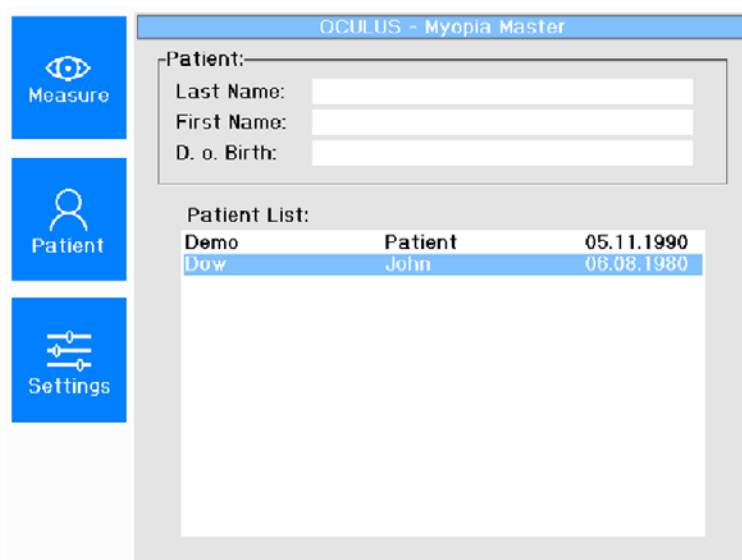 OCULUS - Myopia Master
Measure
Patient
Settings
Patient:
Last Name:
First Name:
D. o. Birth:
Patient List:
Demo Patient 05.11.1990
Dow John 06.08.1980